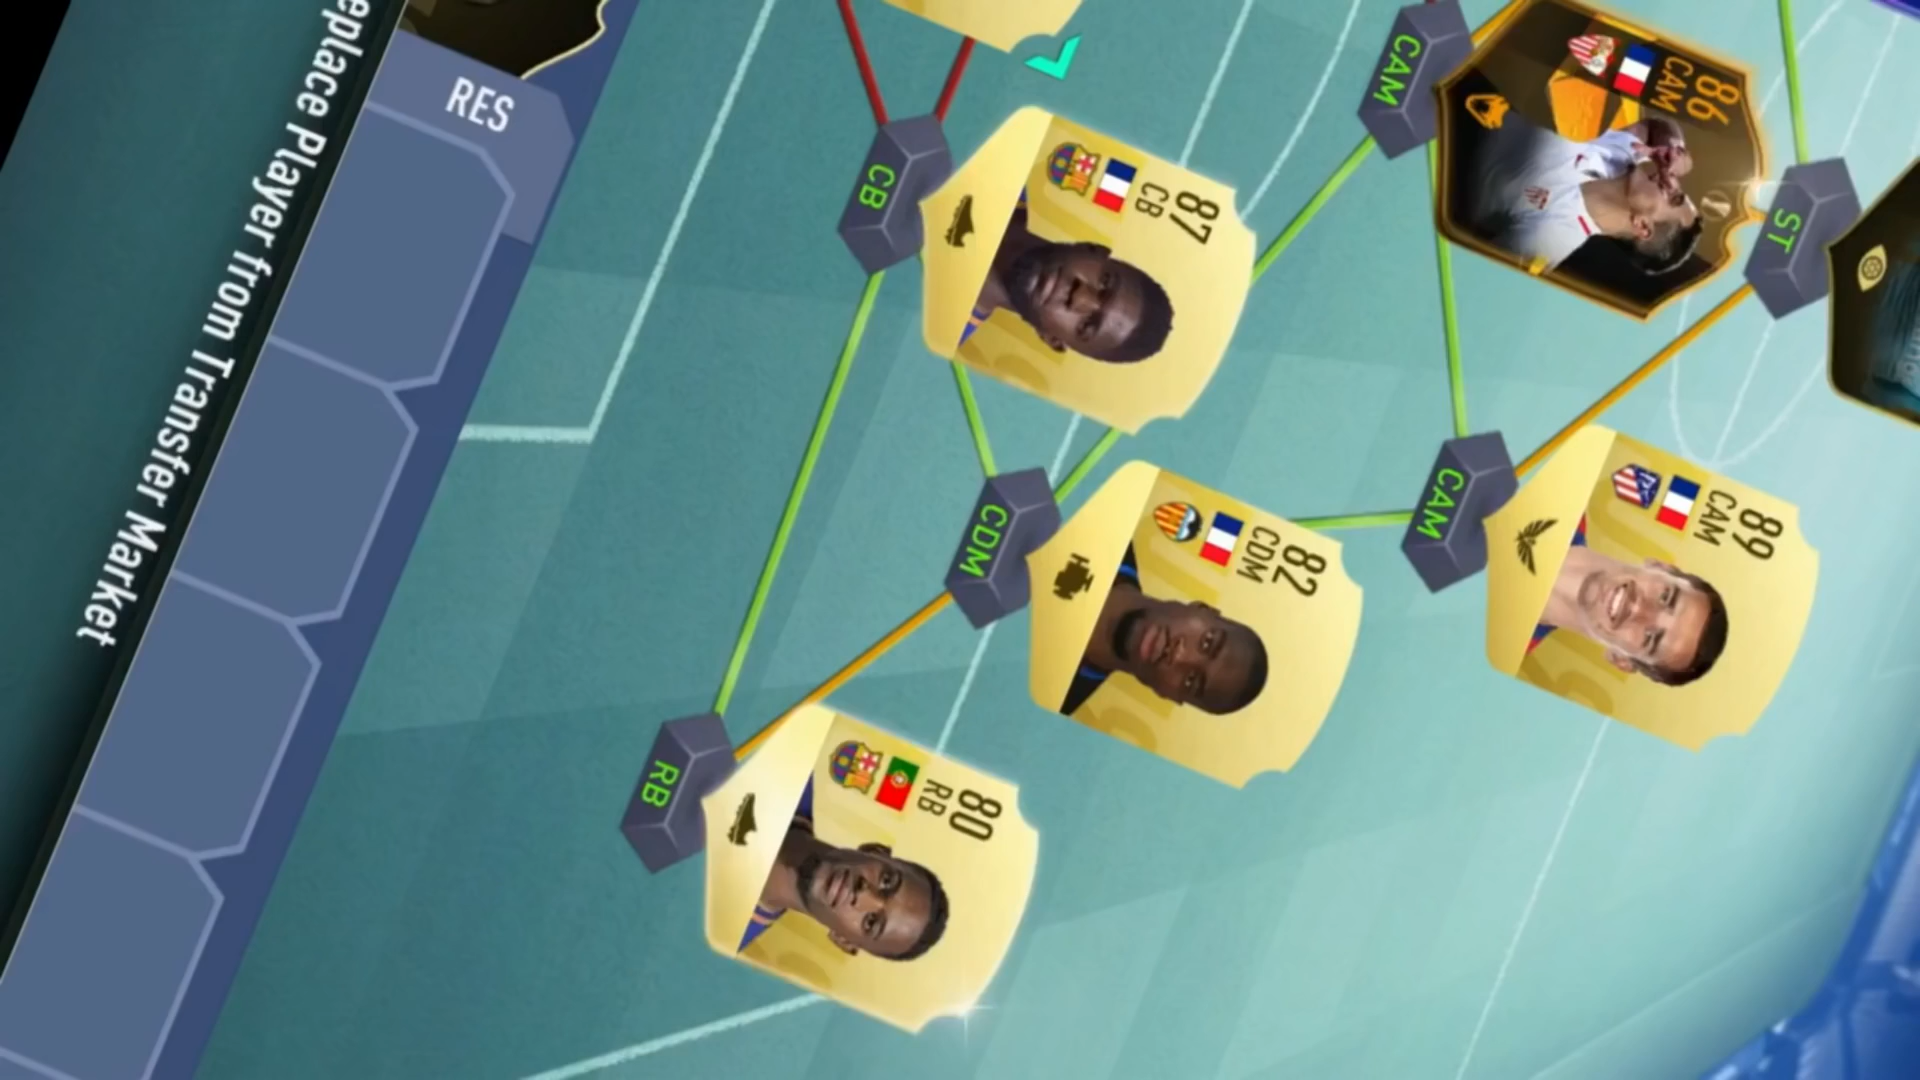 eplace Player from Transfer Market
RES
CB
87
CB
CAM
86
CAM
ST
CDM
82
CDM
CAM
89
CAM
RB
80
RB